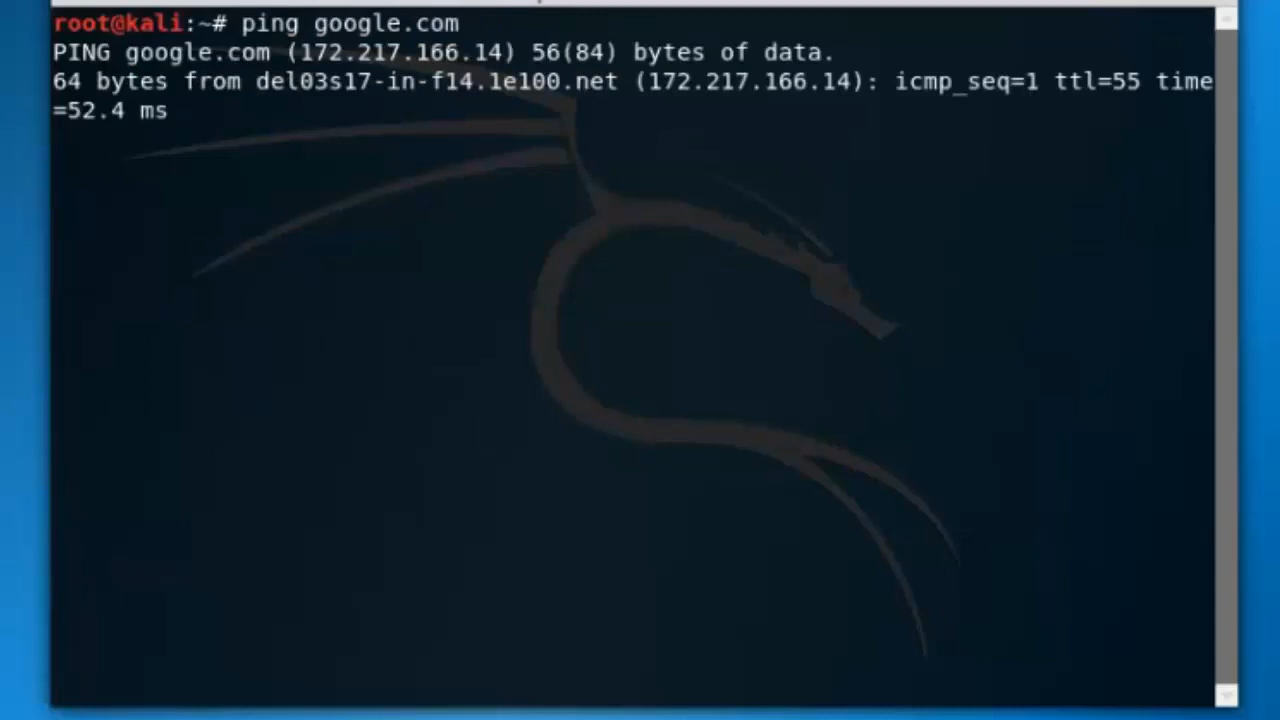 root@kali:~# ping google.com
PING google.com (172.217.166.14) 56(84) bytes of data.
64 bytes from del03s17-in-f14.1e100.net (172.217.166.14): icmp_seq=1 ttl=55 time
=52.4 ms